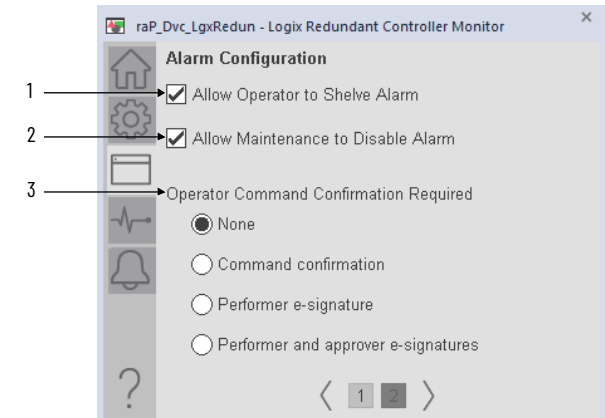 raP_Dvc_LgxRedun - Logix Redundant Controller Monitor
Alarm Configuration
1
Allow Operator to Shelve Alarm
2
Allow Maintenance to Disable Alarm
3
Operator Command Confirmation Required
None
Command confirmation
Performer e-signature
Performer and approver e-signatures
?
1 2